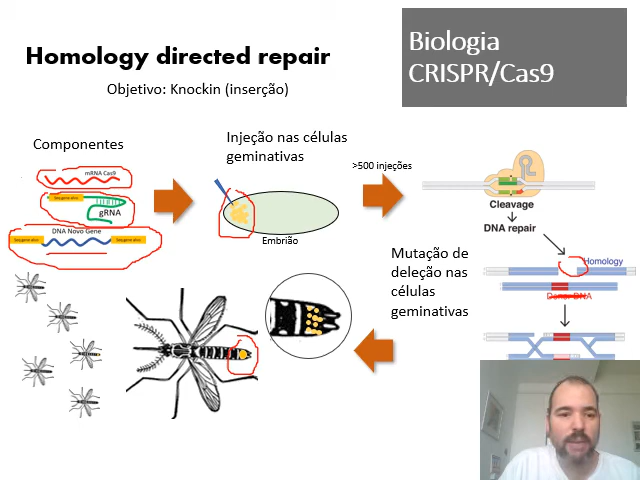 Homology directed repair
Objetivo: Knockin (inserção)
Biologia
CRISPR/Cas9
Componentes
mRNA Cas9
gRNA
DNA Novo Gene
Injeção nas células
geminativas
Embrião
>500 injeções
Cleavage
DNA repair
Homology
Donor DNA
Mutação de
deleção nas
células
geminativas